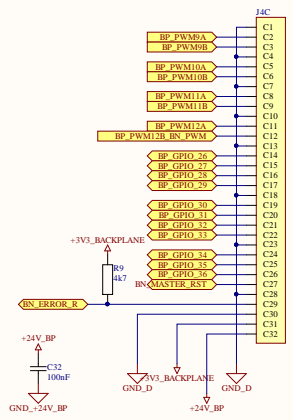 J4C
C1
BP_PWM9A C2
BP_PWM9B C3
C4
BP_PWM10A C5
BP_PWM10B C6
C7
BP_PWM11A C8
BP_PWM11B C9
C10
BP_PWM12A C11
BP_PWM12B_BN_PWM C12
C13
BP_GPIO_26 C14
BP_GPIO_27 C15
BP_GPIO_28 C16
BP_GPIO_29 C17
C18
BP_GPIO_30 C19
BP_GPIO_31 C20
BP_GPIO_32 C21
BP_GPIO_33 C22
C23
BP_GPIO_34 C24
BP_GPIO_35 C25
BP_GPIO_36 C26
BN_MASTER_RST C27
C28
C29
C30
C31
C32
+3V3_BACKPLANE
R9
4k7
BN_ERROR_R
+24V_BP
C32
100nF
GND_+24V_BP
GND_D
+3V3_BACKPLANE
+24V_BP
GND_D